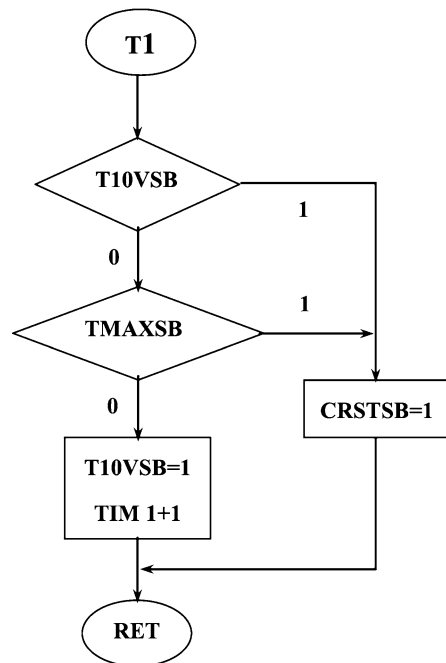 T1
T10VSB
1
0
TMAXSB
1
0
CRSTSB=1
T10VSB=1
TIM 1+1
RET